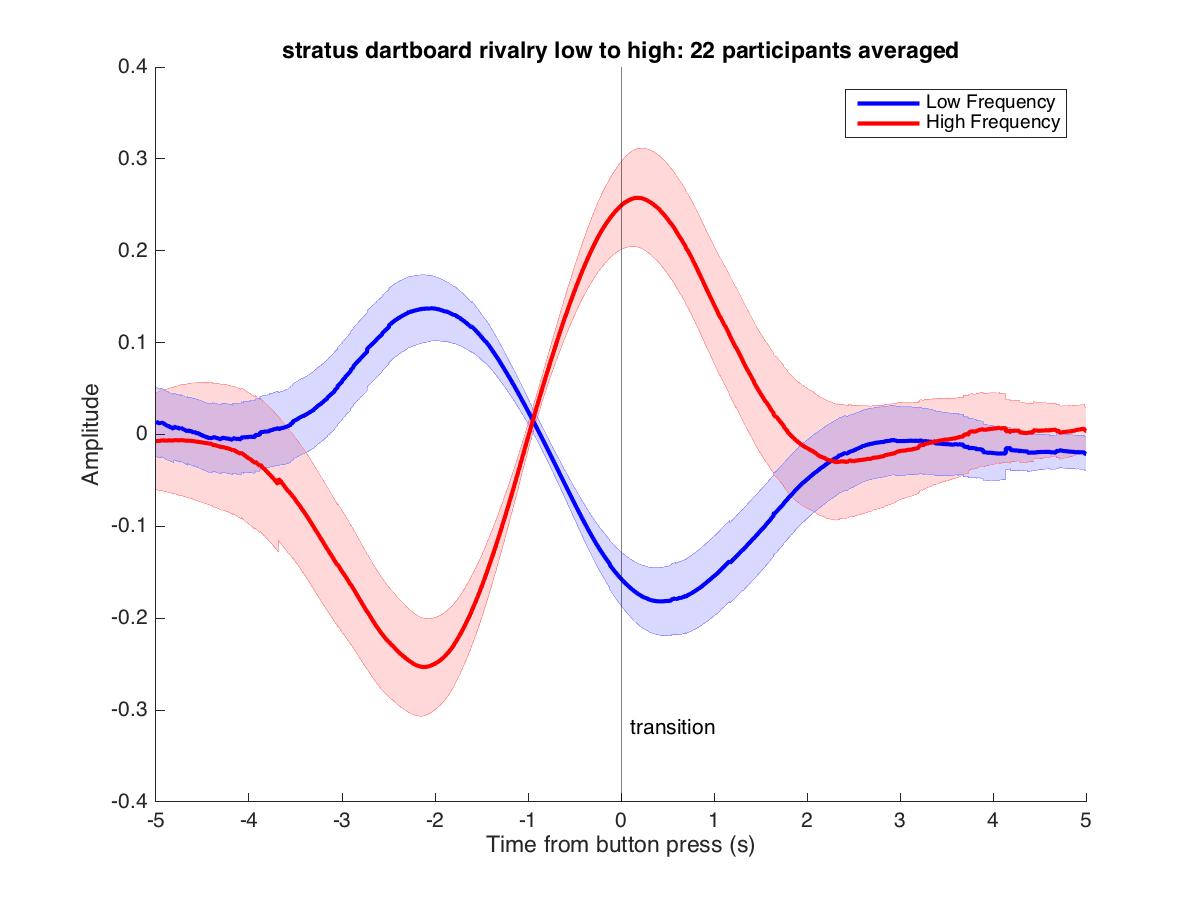 stratus dartboard rivalry low to high: 22 participants averaged
Low Frequency
High Frequency
0.4
0.3
0.2
0.1
0
-0.1
-0.2
-0.3
-0.4
Amplitude
transition
-5 -4 -3 -2 -1 0 1 2 3 4 5
Time from button press (s)